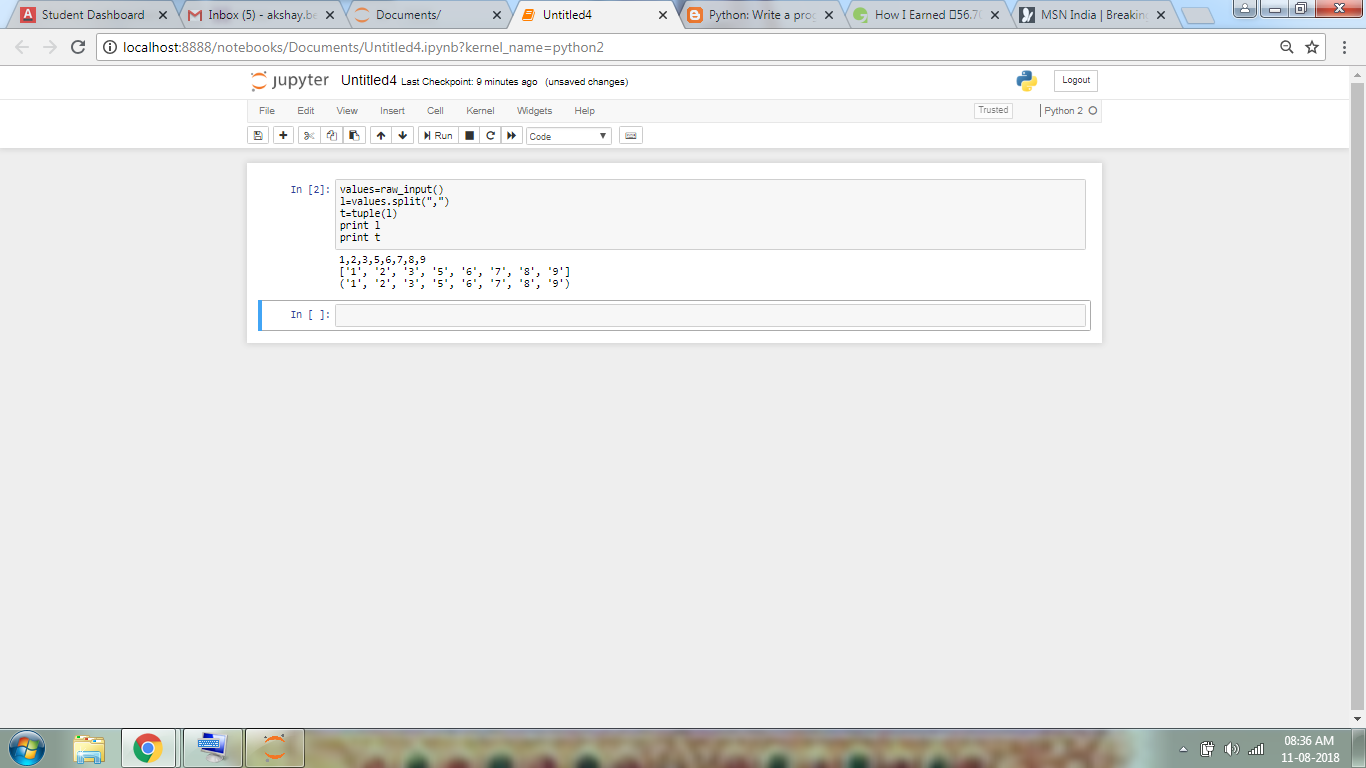 Student Dashboard
Inbox (5) - akshay.be
Documents/
Untitled4
Python: Write a prog
How I Earned 56.79
MSN India | Breakin
localhost:8888/notebooks/Documents/Untitled4.ipynb?kernel_name=python2
jupyter Untitled4 Last Checkpoint: 9 minutes ago (unsaved changes)
Logout
File Edit View Insert Cell Kernel Widgets Help
Trusted
Python 2
Run
Code
In [2]:
values=raw_input()
l=values.split(",")
t=tuple(l)
print l
print t
1,2,3,5,6,7,8,9
['1', '2', '3', '5', '6', '7', '8', '9']
('1', '2', '3', '5', '6', '7', '8', '9')
In [ ]:
08:36 AM
11-08-2018